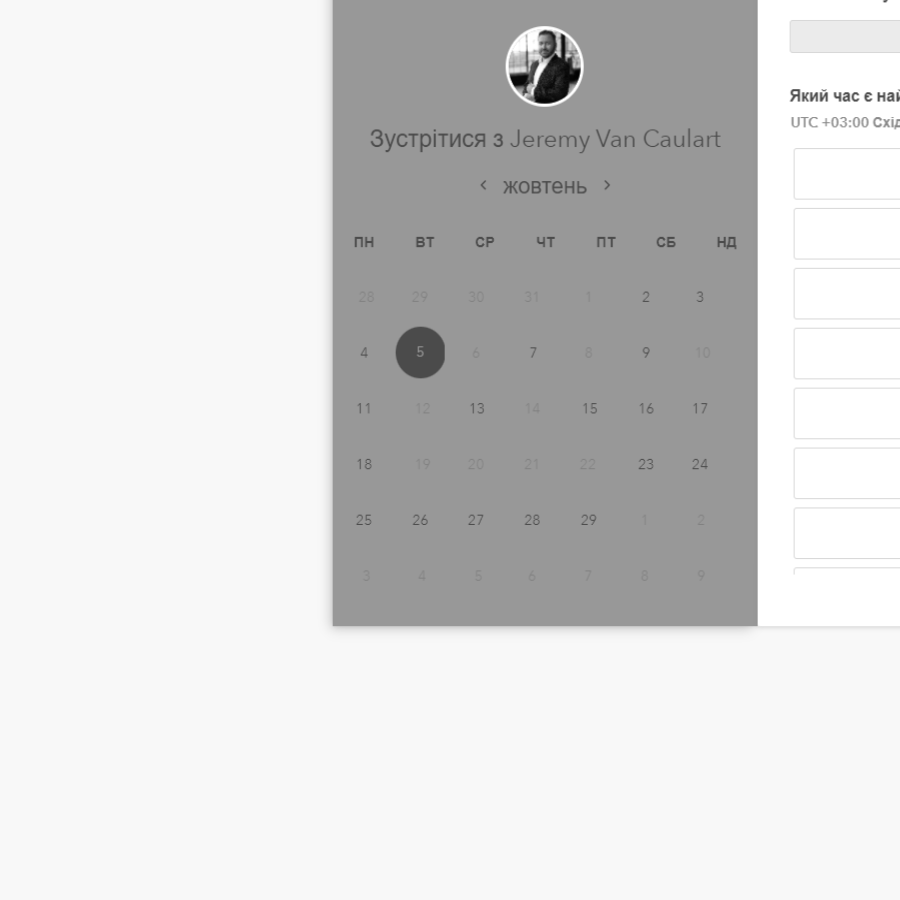 Зустрітися з Jeremy Van Caulart
жовтень
ПН ВТ СР ЧТ ПТ СБ НД
28 29 30 31 1 2 3
4 5 6 7 8 9 10
11 12 13 14 15 16 17
18 19 20 21 22 23 24
25 26 27 28 29 1 2
3 4 5 6 7 8 9
Який час є най
UTC +03:00 Схід